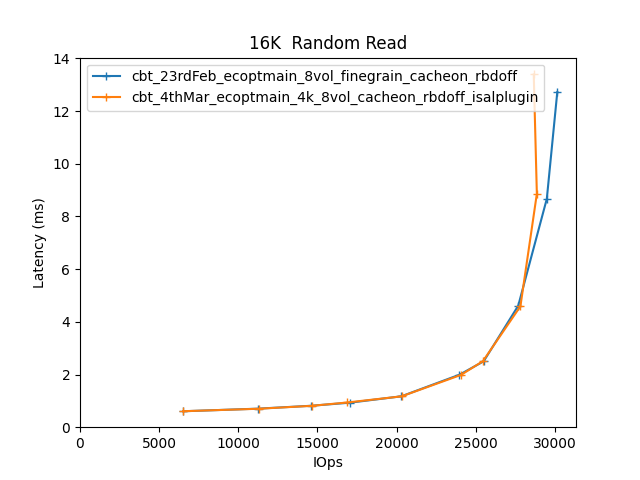 16K  Random Read
cbt_23rdFeb_ecoptmain_8vol_finegrain_cacheon_rbdoff
cbt_4thMar_ecoptmain_4k_8vol_cacheon_rbdoff_isalplugin
14
12
10
8
6
4
2
0
Latency (ms)
0 5000 10000 15000 20000 25000 30000
IOps